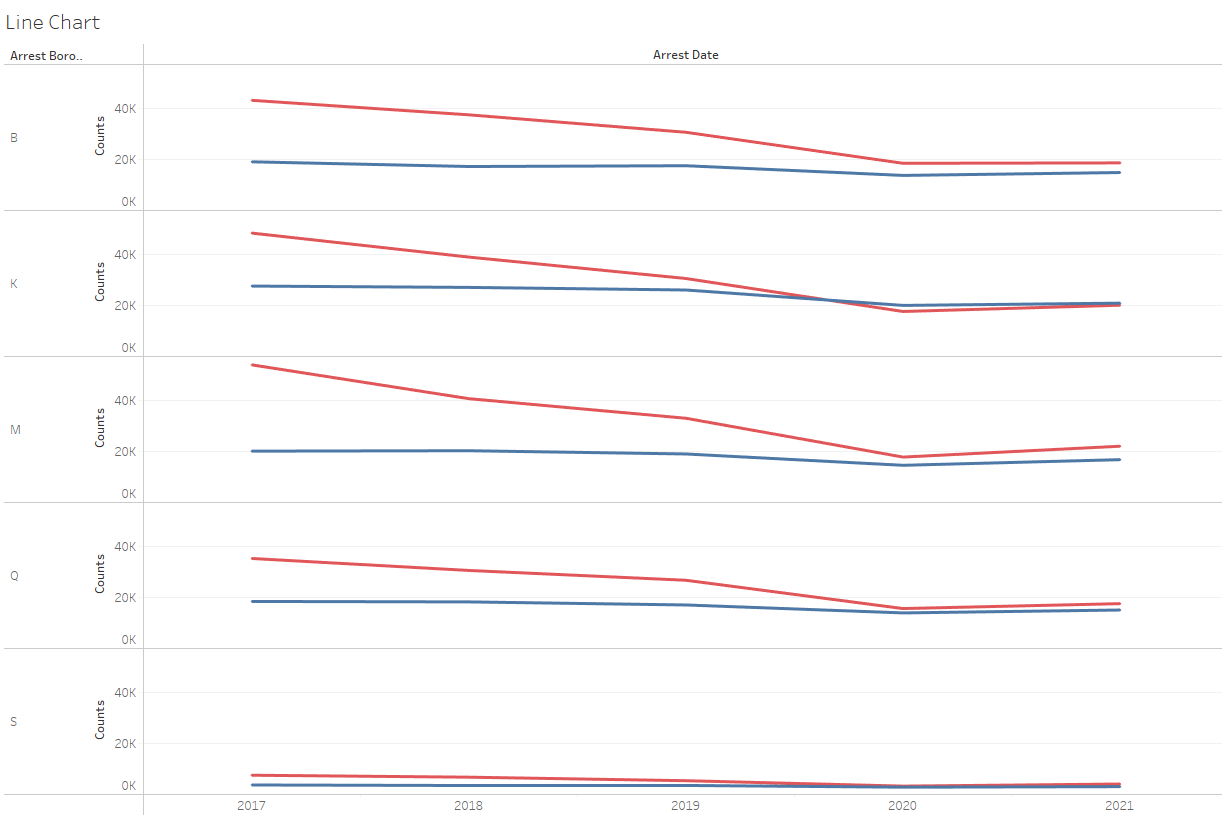 Line Chart
Arrest Boro..
Arrest Date
B
Counts
40K
20K
0K
K
Counts
40K
20K
0K
M
Counts
40K
20K
0K
Q
Counts
40K
20K
0K
S
Counts
40K
20K
0K
2017 2018 2019 2020 2021